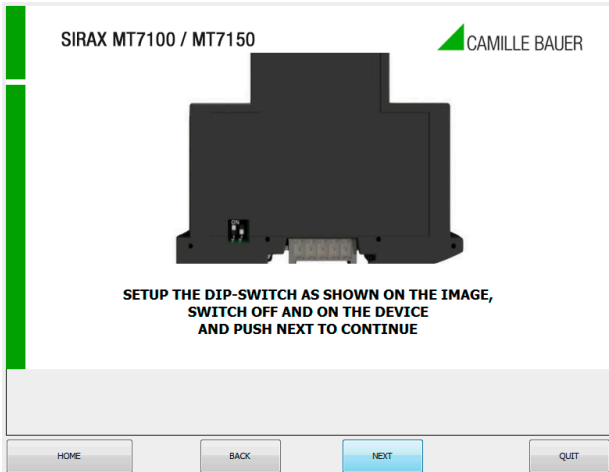 SIRAX MT7100 / MT7150
CAMILLE BAUER
ON
SETUP THE DIP-SWITCH AS SHOWN ON THE IMAGE,
SWITCH OFF AND ON THE DEVICE
AND PUSH NEXT TO CONTINUE
HOME
BACK
NEXT
QUIT